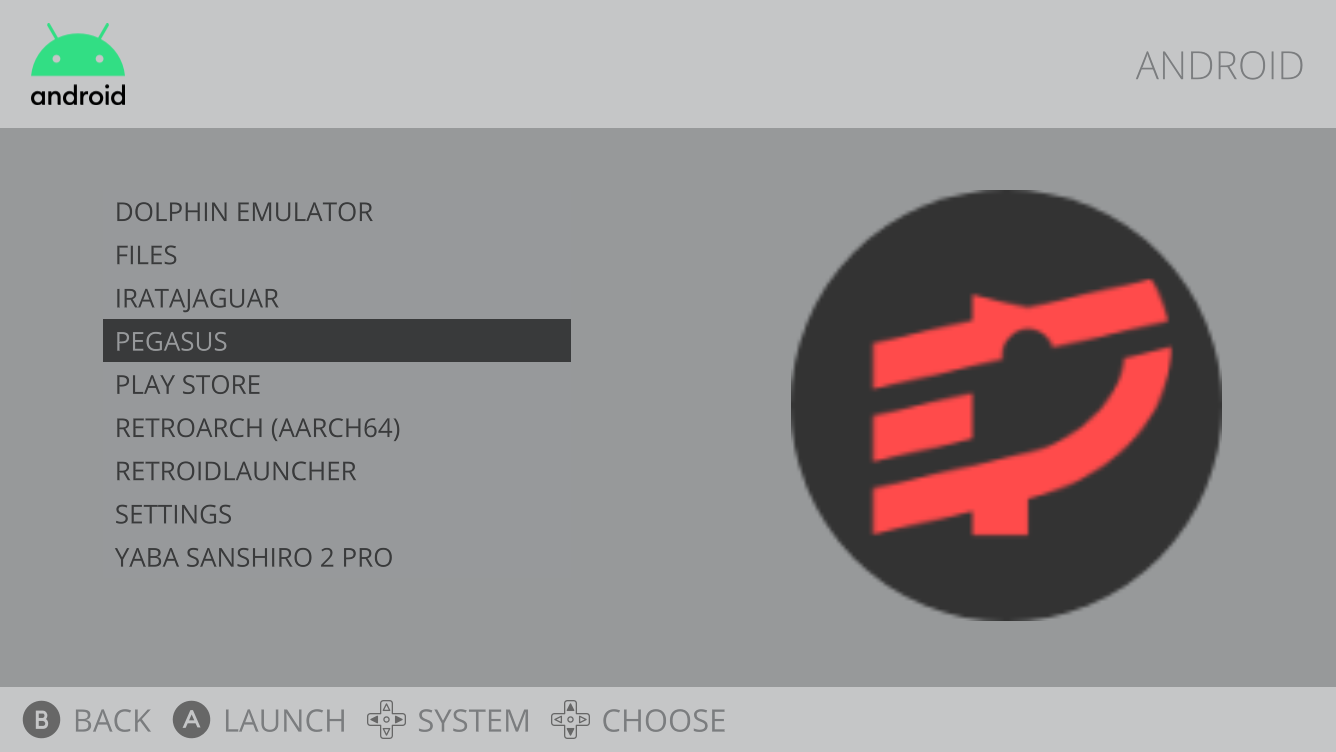 android
ANDROID
DOLPHIN EMULATOR
FILES
IRATAJAGUAR
PEGASUS
PLAY STORE
RETROARCH (AARCH64)
RETROIDLAUNCHER
SETTINGS
YABA SANSHIRO 2 PRO
B BACK A LAUNCH SYSTEM CHOOSE